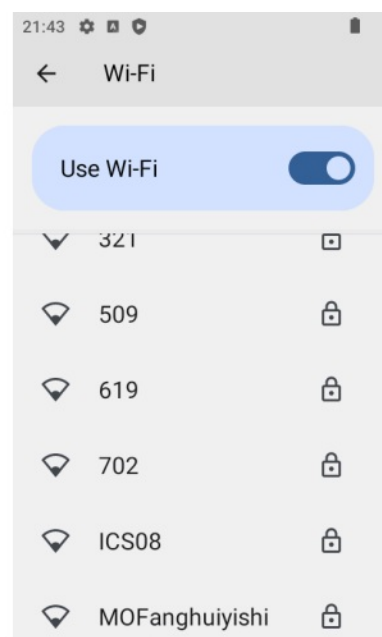 21:43
Wi-Fi
Use Wi-Fi
321
509
619
702
ICS08
MOFanghuiyishi